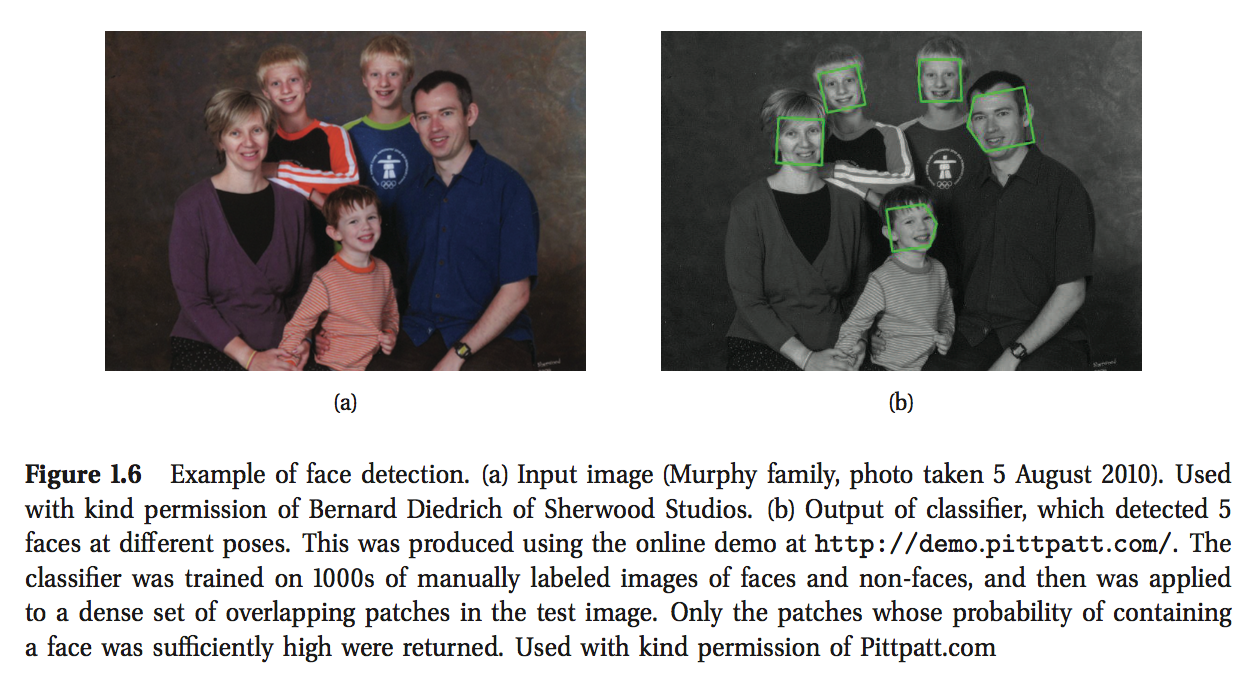 (a)
(b)
Figure 1.6 Example of face detection. (a) Input image (Murphy family, photo taken 5 August 2010). Used
with kind permission of Bernard Diedrich of Sherwood Studios. (b) Output of classifier, which detected 5
faces at different poses. This was produced using the online demo at http://demo.pittpatt.com/. The
classifier was trained on 1000s of manually labeled images of faces and non-faces, and then was applied
to a dense set of overlapping patches in the test image. Only the patches whose probability of containing
a face was sufficiently high were returned. Used with kind permission of Pittpatt.com